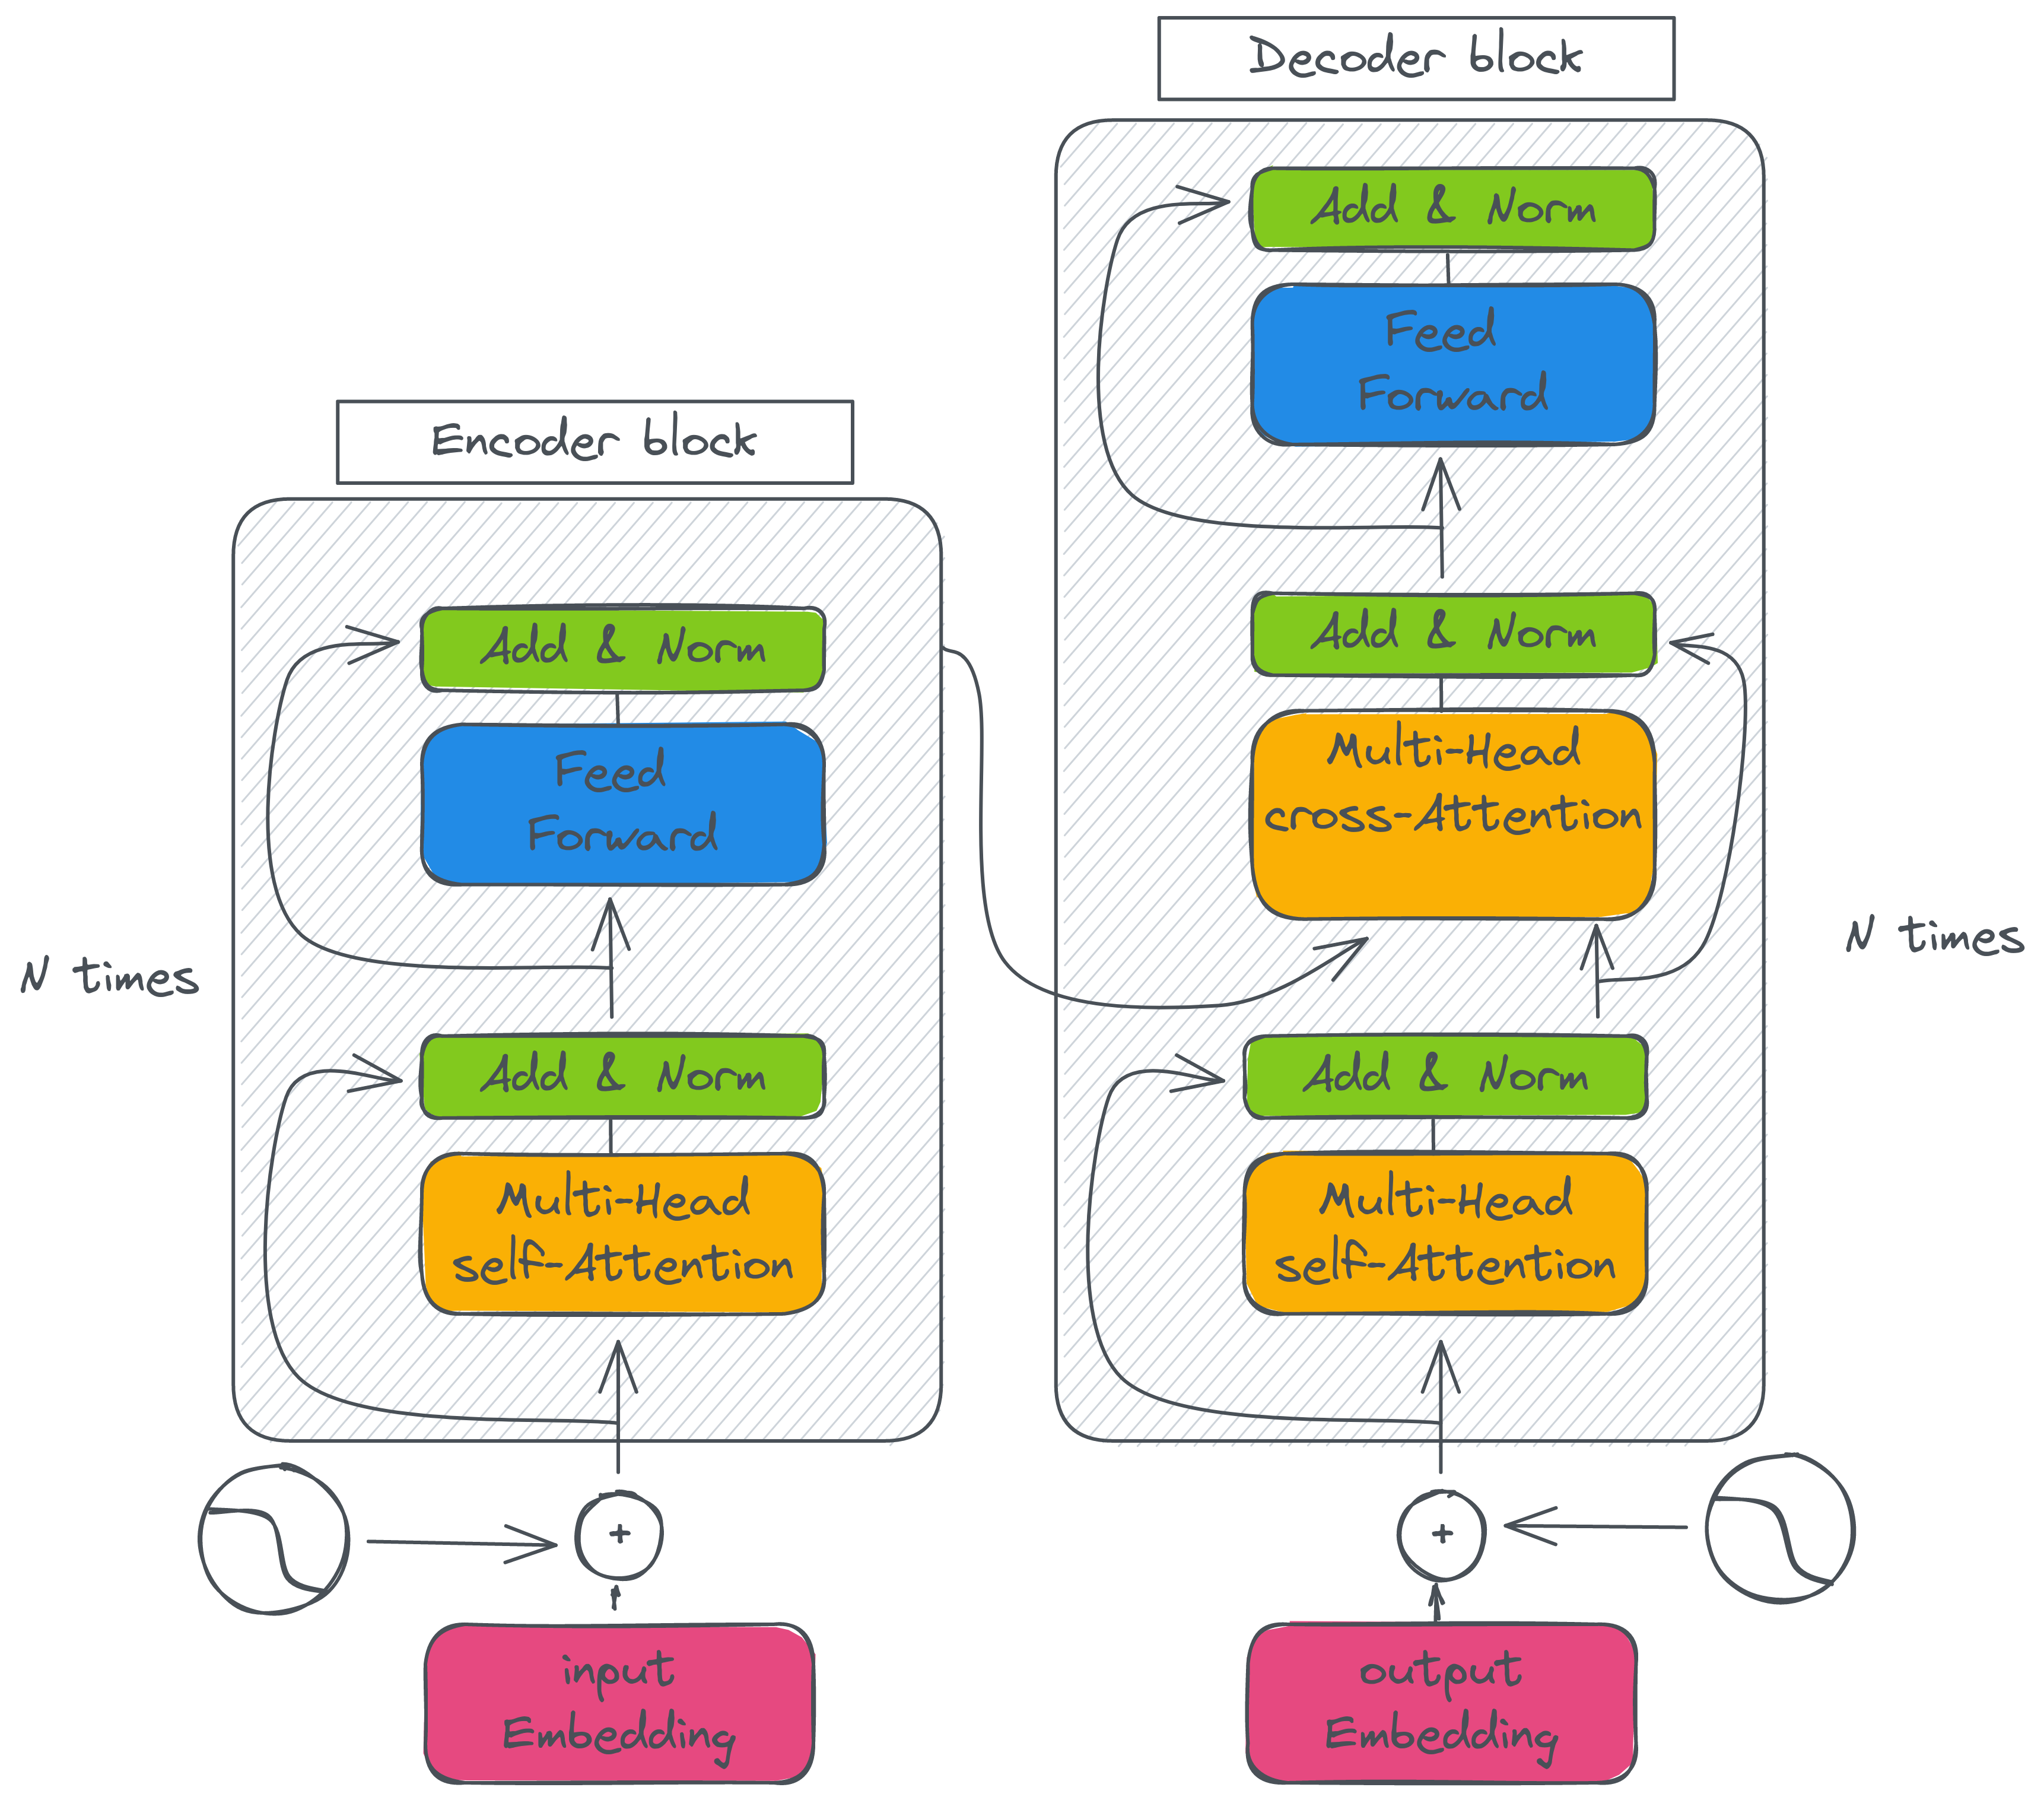 Decoder block
Add & Norm
Feed
Forward
Add & Norm
Multi-Head
cross-Attention
Add & Norm
Multi-Head
self-Attention
N times
+
output
Embedding
Encoder block
Add & Norm
Feed
Forward
Add & Norm
Multi-Head
self-Attention
N times
+
input
Embedding